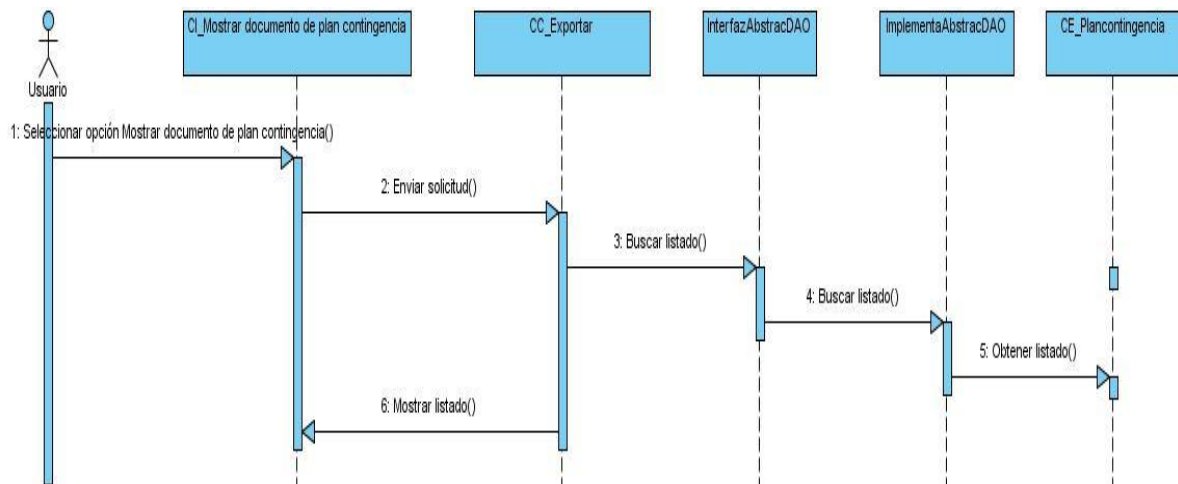 CI_Mostrar documento de plan contingencia
CC_Exportar
InterfazAbstracDAO
ImplementaAbstracDAO
CE_Plancontingencia
Usuario
1: Seleccionar opción Mostrar documento de plan contingencia()
2: Enviar solicitud()
3: Buscar listado()
4: Buscar listado()
5: Obtener listado()
6: Mostrar listado()